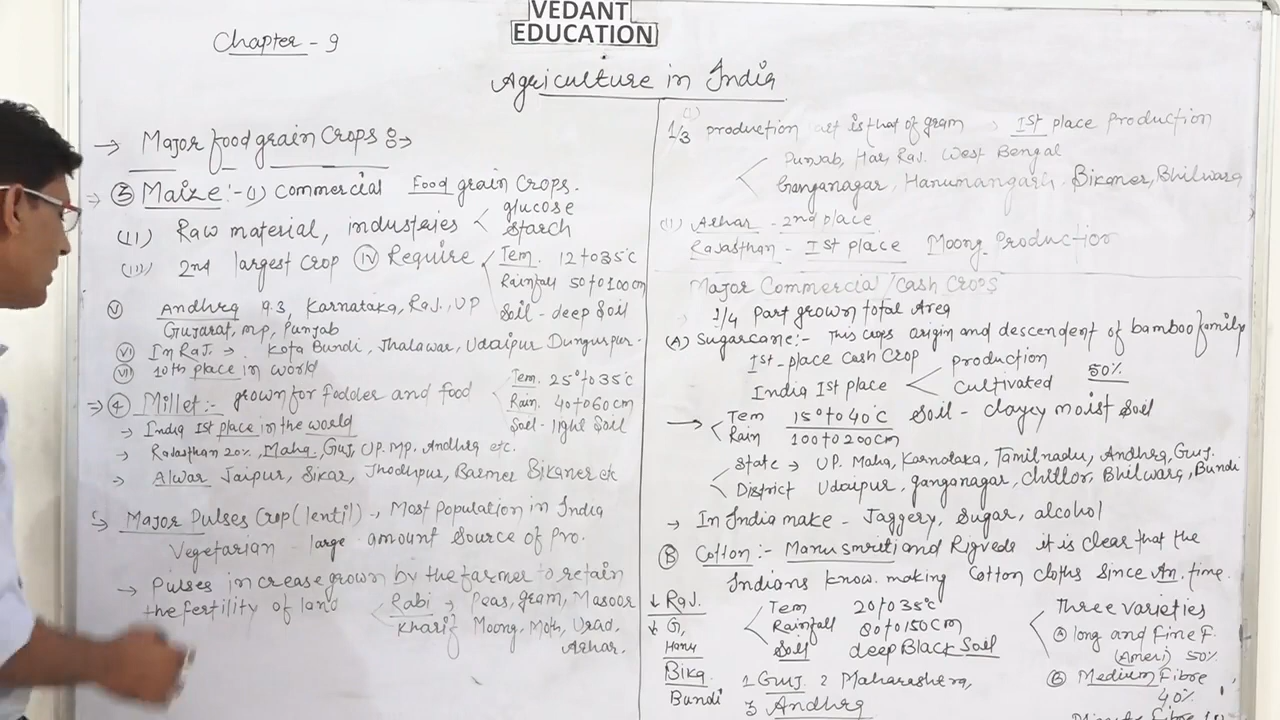 VEDANT
EDUCATION
Chapter - 9
Agriculture in India
→ Major food grain Crops :→
→ ③ Maize :- (i) Commercial Food grain Crops.
(ii) Raw material, industries < glucose
starch
(iii) 2nd largest crop (iv) Require < Tem. 12 to 35°C
Rainfall 50 to 100 cm
Soil - deep Soil
(v) Andhra 9.3, Karnataka, Raj., UP
Gujarat, MP, Punjab
(vi) In Raj. → Kota Bundi, Jhalawar, Udaipur Dungurpur.
(vii) 10th place in world
→ ④ Millet :- grown for foddler and food
Tem. 25° to 35°C
Rain. 40 to 60 cm
Soil - light Soil
→ India Ist place in the world
→ Rajasthan 20%, Maha, Guj, UP. MP. Andhra etc.
→ Alwar Jaipur, Sikar, Jhodhpur, Barmer Bikaner etc
Major Pulses Crop (lentil) → Most Population in India
Vegetarian - large amount Source of Pro.
→ Pulses increase grown by the farmer to retain
the fertility of land
< Rabi → Peas, gram, Masoor
Kharif Moong, Moth, Urad,
Arhar.
1/3 production is that of gram → Ist place Production
< Punjab, Har, Raj. West Bengal
Ganganagar, Hanumangarh, Bikaner, Bhilwara
(ii) Arhar - 2nd place
Rajasthan - Ist place Moong Production
Major Commercial / Cash Crops
1/4 Part grown total Area
(A) Sugarcane :- This crops origin and descendent of bamboo family
Ist - place Cash Crop
India Ist place < production
Cultivated 50%
→ < Tem 15° to 40°C Soil - clayey moist Soil
Rain 100 to 200 cm
< State → UP. Maha, Karnataka, Tamilnadu, Andhra, Guj.
District Udaipur, ganganagar, chittor, Bhilwara, Bundi
→ In India make - Jaggery, Sugar, alcohol
(B) Cotton :- Manusmriti and Rigveda it is clear that the
Indians know making Cotton cloths since An. time.
↓ Raj.
G,
Hanu
Bika
Bundi
< Tem 20 to 35°C
Rainfall 80 to 150 cm
Soil deep Black Soil
1 Guj 2 Maharashtra,
3 Andhra
< three varieties
(a) long and fine F.
(Ameri) 50%
(b) Medium Fibre
40%